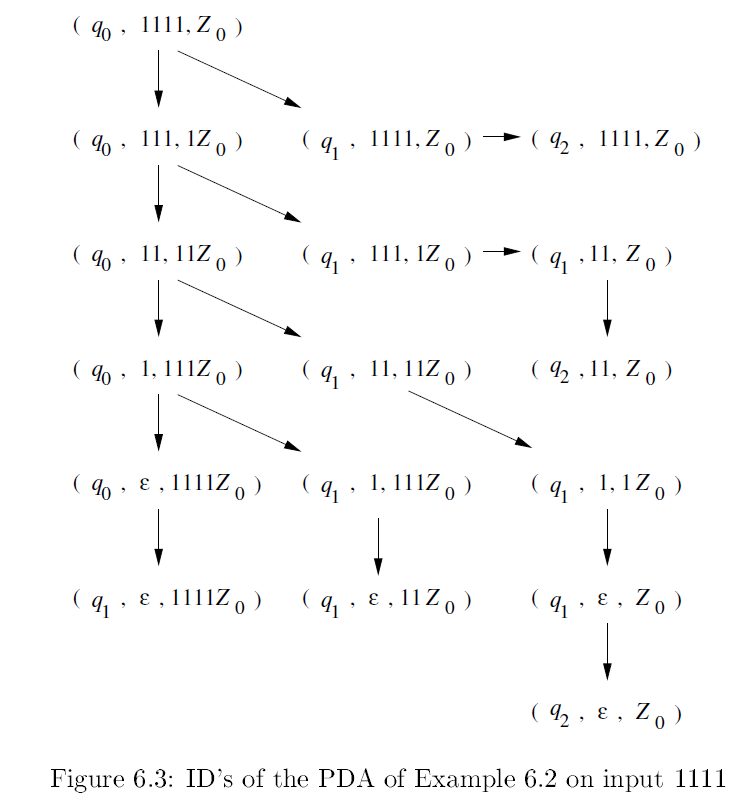 ( q₀ , 1111, Z₀ )
( q₀ , 111, 1Z₀ ) ( q₁ , 1111, Z₀ ) ( q₂ , 1111, Z₀ )
( q₀ , 11, 11Z₀ ) ( q₁ , 111, 1Z₀ ) ( q₁ , 11, Z₀ )
( q₀ , 1, 111Z₀ ) ( q₁ , 11, 11Z₀ ) ( q₂ , 11, Z₀ )
( q₀ , ε , 1111Z₀ ) ( q₁ , 1, 111Z₀ ) ( q₁ , 1, 1Z₀ )
( q₁ , ε , 1111Z₀ ) ( q₁ , ε , 11Z₀ ) ( q₁ , ε , Z₀ )
( q₂ , ε , Z₀ )
Figure 6.3: ID's of the PDA of Example 6.2 on input 1111